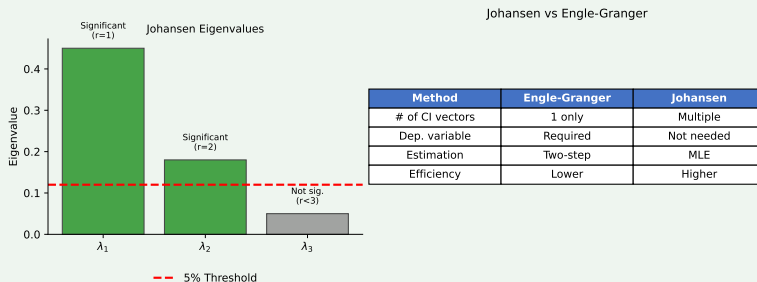 Johansen Eigenvalues
Significant
(r=1)
Significant
(r=2)
Not sig.
(r<3)
Eigenvalue
0.4
0.3
0.2
0.1
0.0
λ1
λ2
λ3
5% Threshold
Johansen vs Engle-Granger
Method Engle-Granger Johansen
# of CI vectors 1 only Multiple
Dep. variable Required Not needed
Estimation Two-step MLE
Efficiency Lower Higher